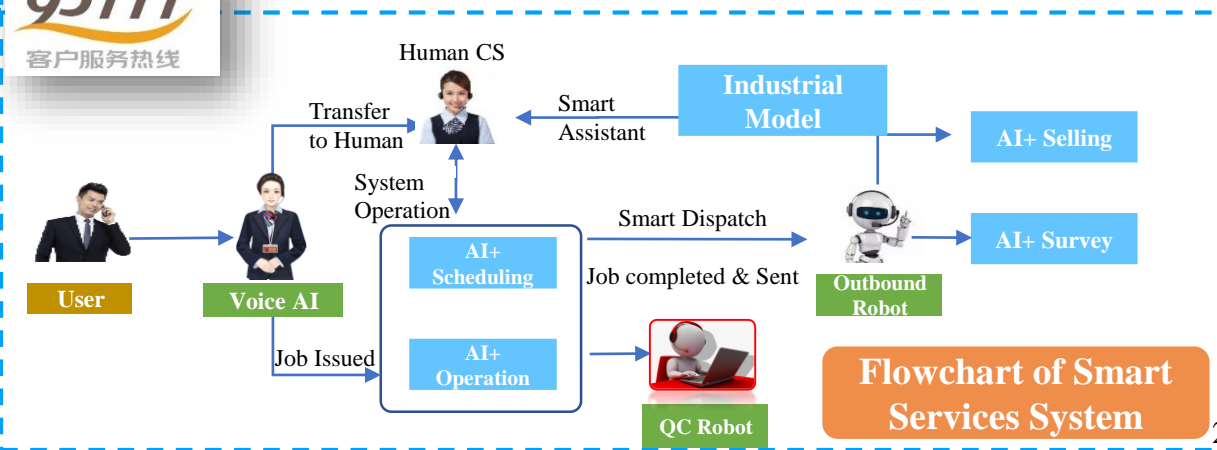 客户服务热线
Human CS
Transfer
to Human
Smart
Assistant
Industrial
Model
AI+ Selling
System
Operation
AI+
Scheduling
Smart Dispatch
Job completed & Sent
AI+ Survey
User
Voice AI
Outbound
Robot
Job Issued
AI+
Operation
QC Robot
Flowchart of Smart
Services System